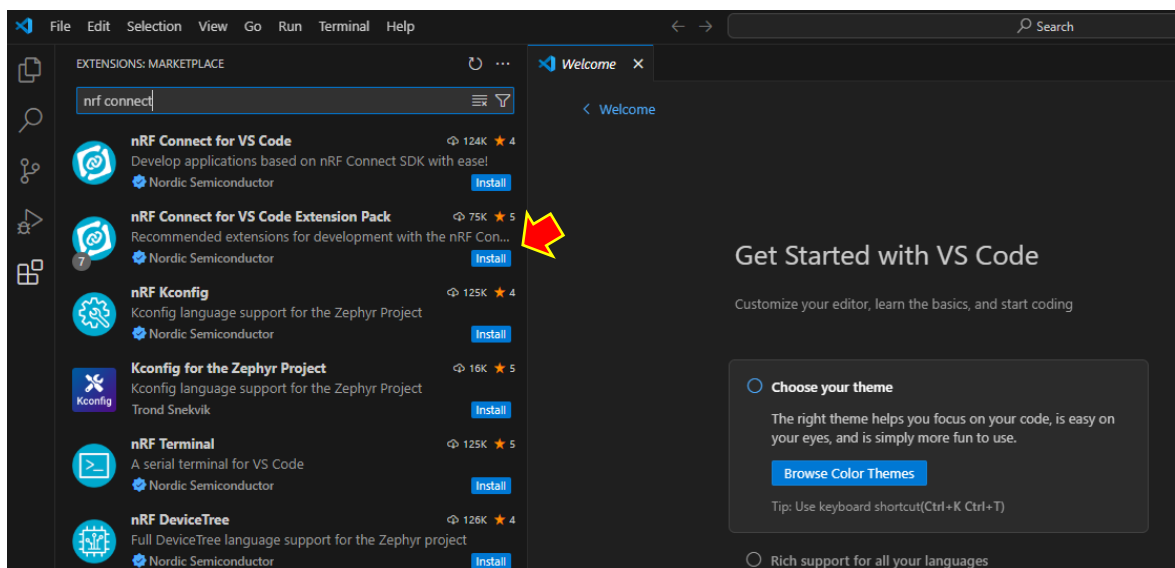 File Edit Selection View Go Run Terminal Help
Search
EXTENSIONS: MARKETPLACE
Welcome
nrf connect
Welcome
nRF Connect for VS Code
124K ★ 4
Develop applications based on nRF Connect SDK with ease!
Nordic Semiconductor
Install
nRF Connect for VS Code Extension Pack
75K ★ 5
Recommended extensions for development with the nRF Con...
7
Nordic Semiconductor
Install
nRF Kconfig
125K ★ 4
Kconfig language support for the Zephyr Project
Nordic Semiconductor
Install
Kconfig for the Zephyr Project
16K ★ 5
Kconfig
Kconfig language support for the Zephyr Project
Trond Snekvik
Install
nRF Terminal
125K ★ 5
A serial terminal for VS Code
Nordic Semiconductor
Install
nRF DeviceTree
126K ★ 4
Full DeviceTree language support for the Zephyr project
Nordic Semiconductor
Install
Get Started with VS Code
Customize your editor, learn the basics, and start coding
Choose your theme
The right theme helps you focus on your code, is easy on
your eyes, and is simply more fun to use.
Browse Color Themes
Tip: Use keyboard shortcut(Ctrl+K Ctrl+T)
Rich support for all your languages